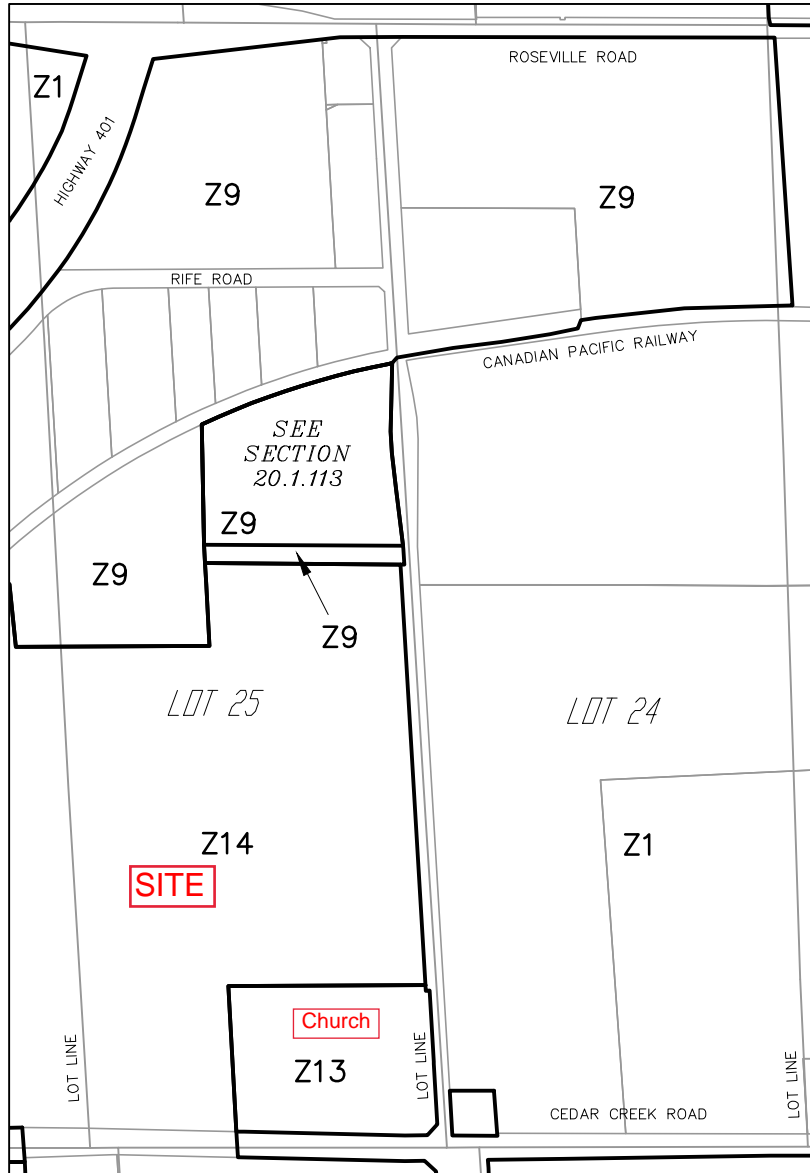 ROSEVILLE ROAD
Z1
HIGHWAY 401
Z9
Z9
RIFE ROAD
CANADIAN PACIFIC RAILWAY
SEE
SECTION
20.1.113
Z9
Z9
Z9
LOT 25
LOT 24
Z14
Z1
SITE
Church
Z13
LOT LINE
LOT LINE
LOT LINE
CEDAR CREEK ROAD